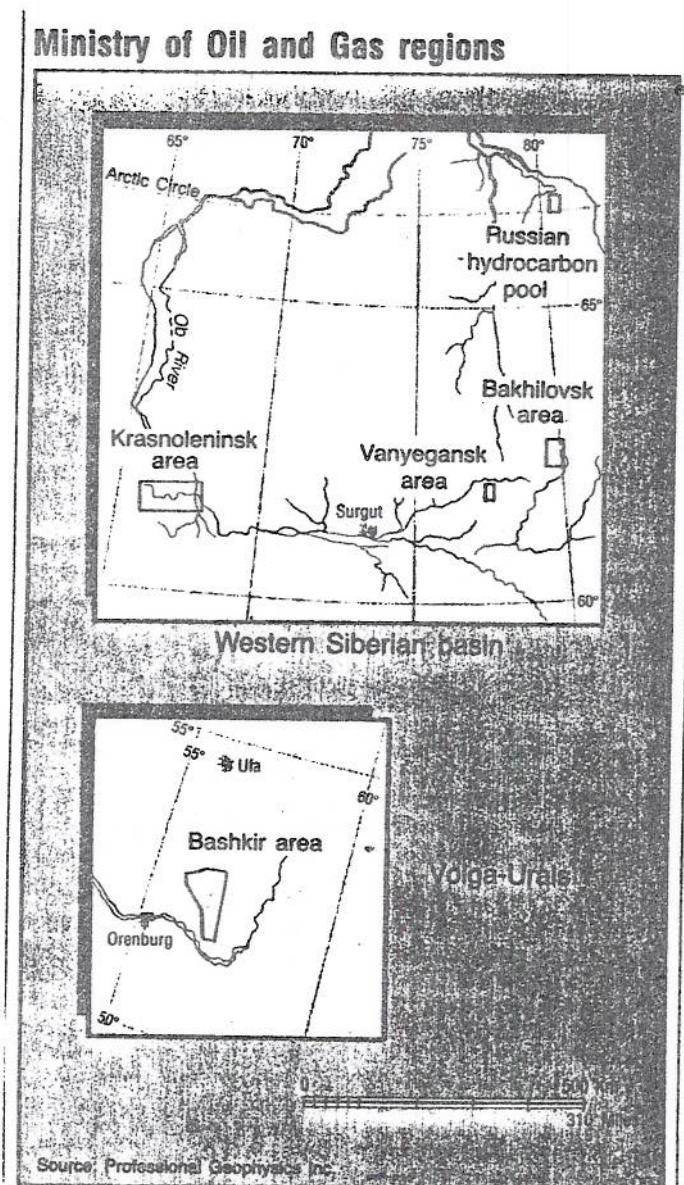 Ministry of Oil and Gas regions
65°
70°
75°
80°
Arctic Circle
Russian
hydrocarbon
pool
65°
Ob River
Bakhilovsk
area
Krasnoleninsk
area
Vanyegansk
area
Surgut
60°
Western Siberian basin
55°
55°
Ufa
60°
Bashkir area
Volga-Urals
Orenburg
50°
0
500 Km
310 Miles
Source: Professional Geophysics Inc.